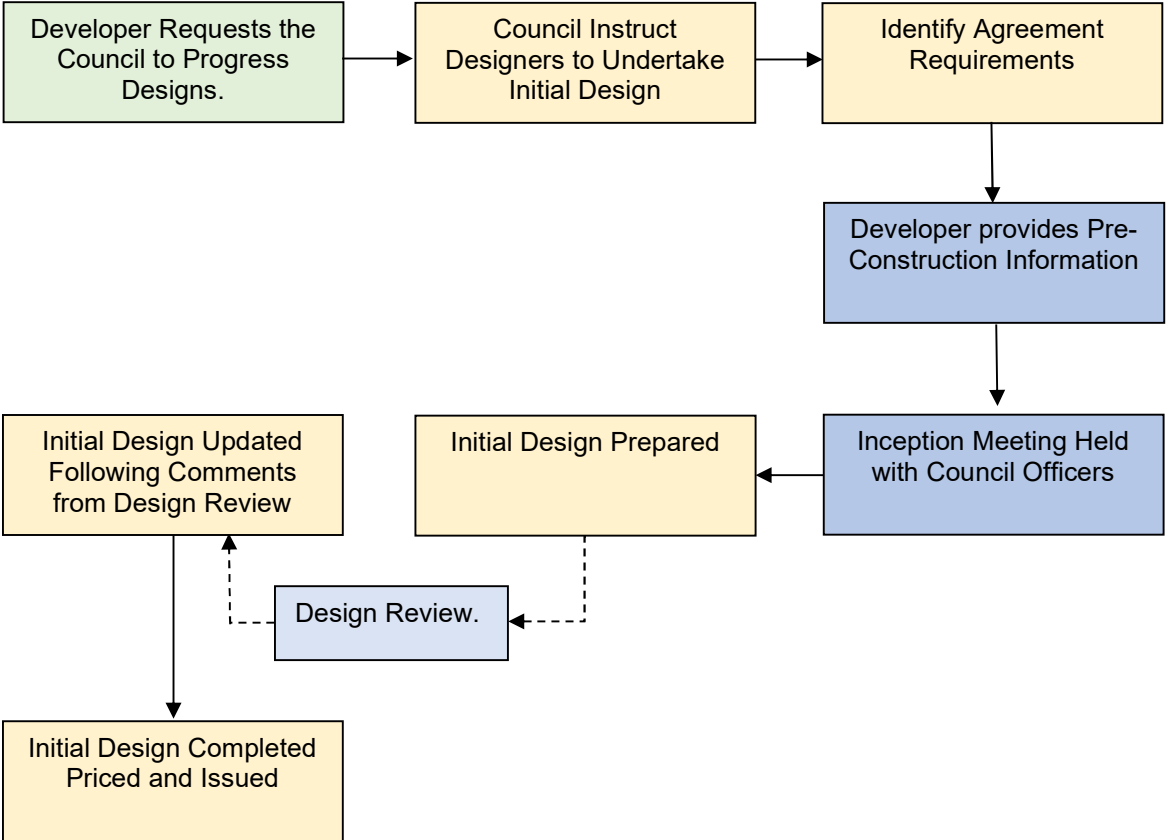 Developer Requests the
Council to Progress
Designs.
Council Instruct
Designers to Undertake
Initial Design
Identify Agreement
Requirements
Developer provides Pre-
Construction Information
Inception Meeting Held
with Council Officers
Initial Design Prepared
Design Review.
Initial Design Updated
Following Comments
from Design Review
Initial Design Completed
Priced and Issued